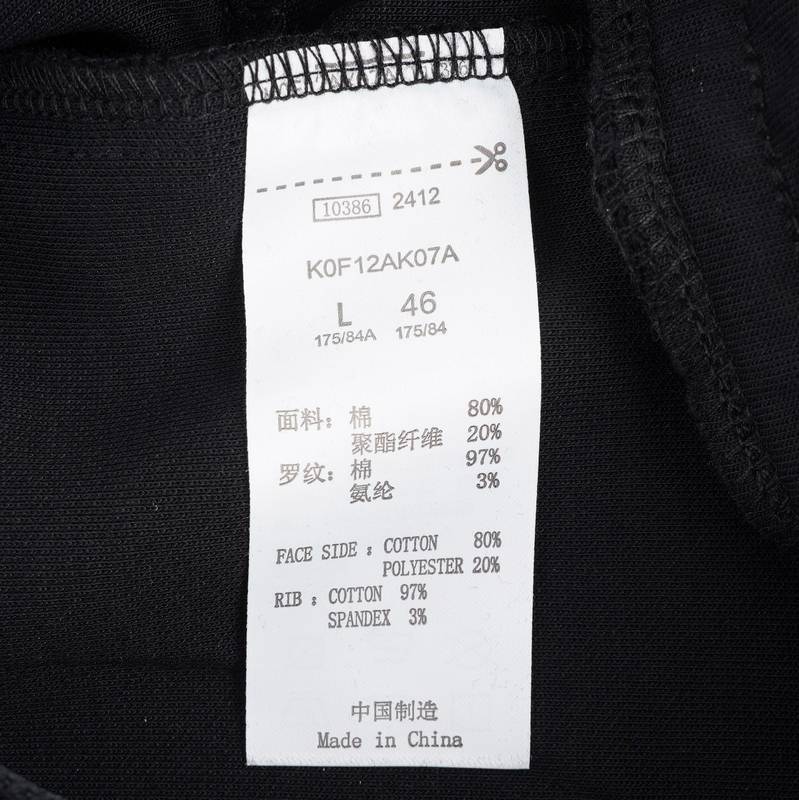 10386 2412
K0F12AK07A
L 46
175/84A 175/84
面料：棉 80%
聚酯纤维 20%
罗纹：棉 97%
氨纶 3%
FACE SIDE : COTTON 80%
POLYESTER 20%
RIB : COTTON 97%
SPANDEX 3%
中国制造
Made in China